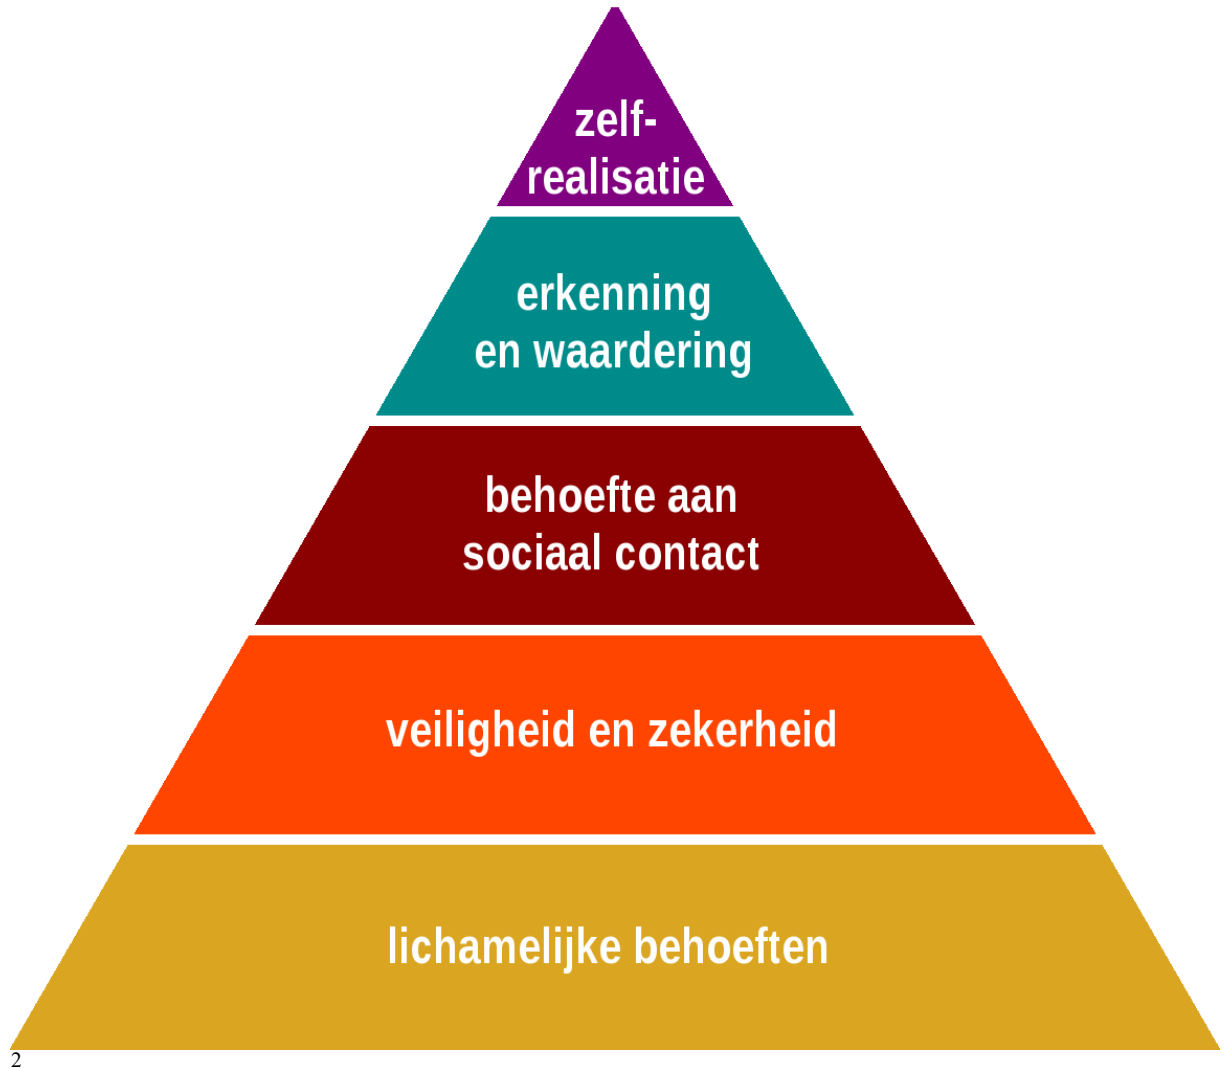 zelf-
realisatie
erkenning
en waardering
behoefte aan
sociaal contact
veiligheid en zekerheid
lichamelijke behoeften
2